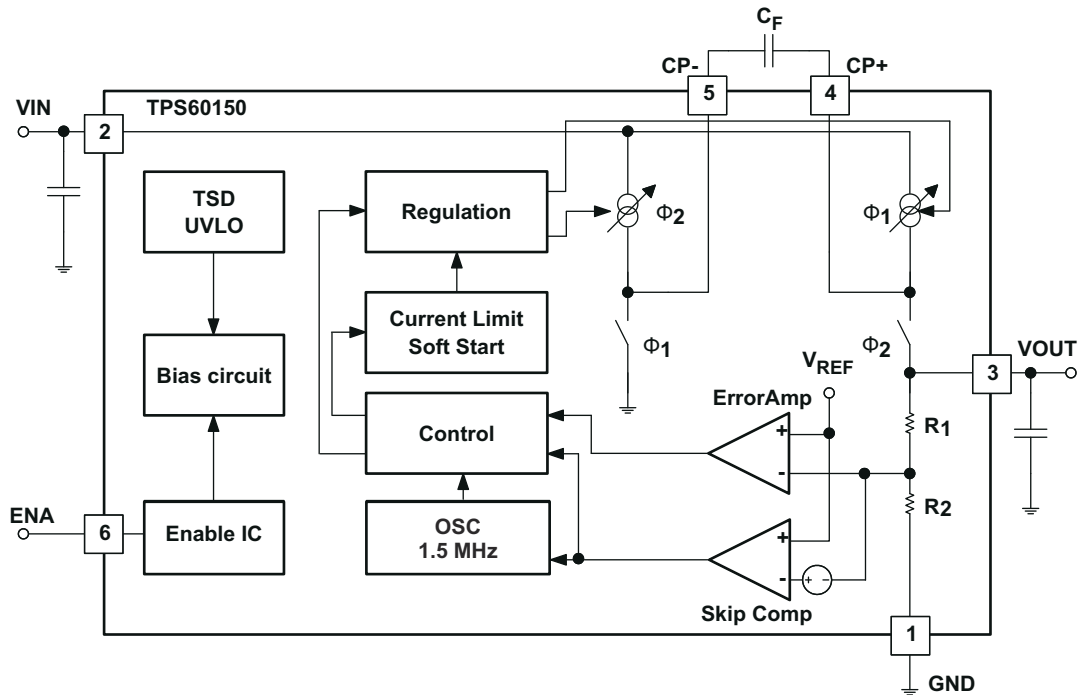 C_F
CP-
CP+
5
4
VIN
TPS60150
2
TSD
UVLO
Regulation
Φ2
Φ1
Current Limit
Soft Start
Φ1
Φ2
VOUT
V_REF
3
Bias circuit
ErrorAmp
Control
+
-
R1
R2
ENA
6
Enable IC
OSC
1.5 MHz
+
-
+ -
Skip Comp
1
GND